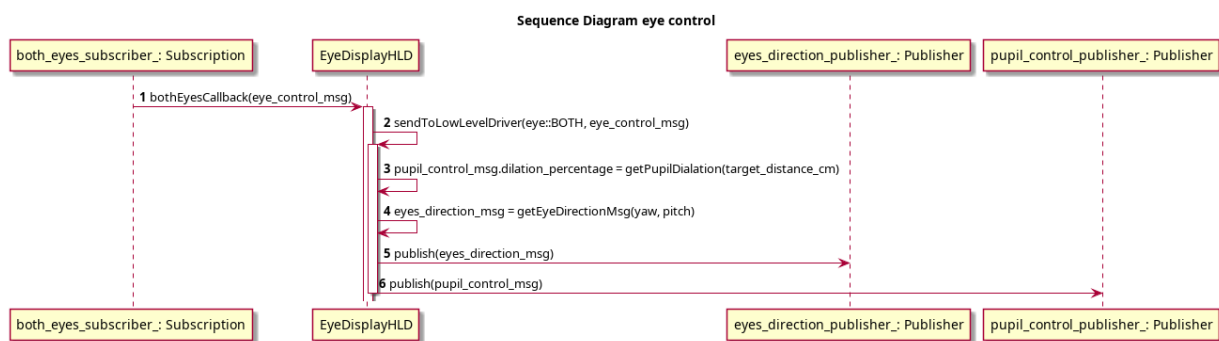 Sequence Diagram eye control
both_eyes_subscriber_: Subscription
EyeDisplayHLD
eyes_direction_publisher_: Publisher
pupil_control_publisher_: Publisher
1 bothEyesCallback(eye_control_msg)
2 sendToLowLevelDriver(eye::BOTH, eye_control_msg)
3 pupil_control_msg.dilation_percentage = getPupilDialation(target_distance_cm)
4 eyes_direction_msg = getEyeDirectionMsg(yaw, pitch)
5 publish(eyes_direction_msg)
6 publish(pupil_control_msg)
both_eyes_subscriber_: Subscription
EyeDisplayHLD
eyes_direction_publisher_: Publisher
pupil_control_publisher_: Publisher